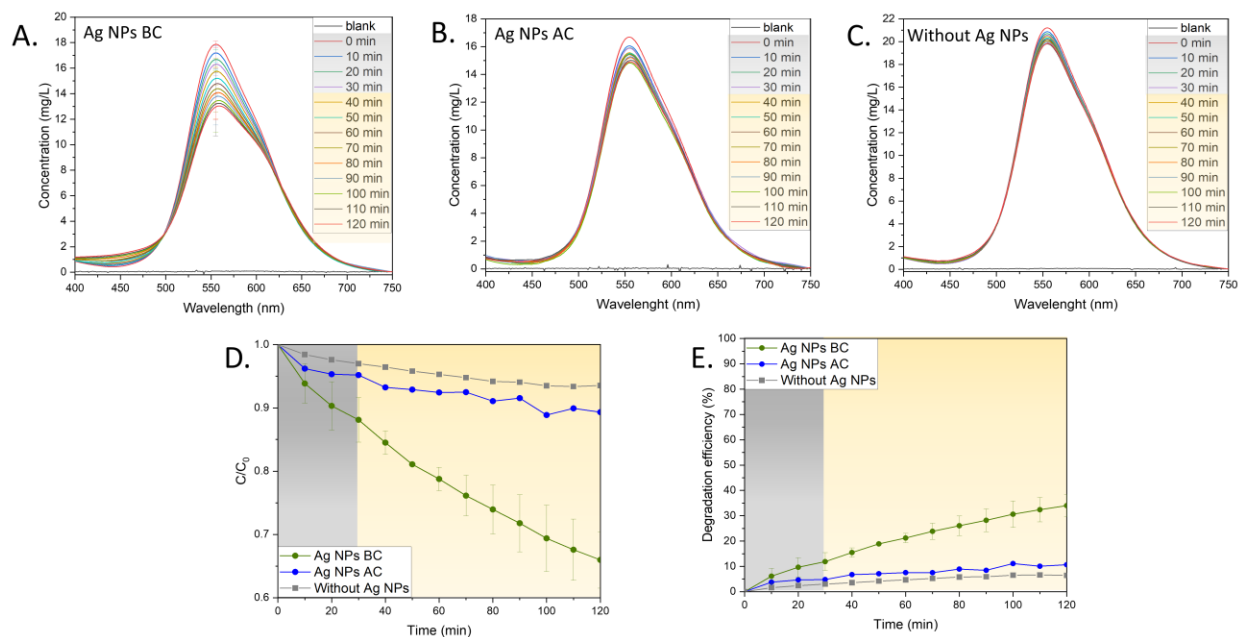 A.
Ag NPs BC
Concentration (mg/L)
20
18
16
14
12
10
8
6
4
2
0
400 450 500 550 600 650 700 750
Wavelength (nm)
blank
0 min
10 min
20 min
30 min
40 min
50 min
60 min
70 min
80 min
90 min
100 min
110 min
120 min
B.
Ag NPs AC
Concentration (mg/L)
18
16
14
12
10
8
6
4
2
0
400 450 500 550 600 650 700 750
Wavelenght (nm)
blank
0 min
10 min
20 min
30 min
40 min
50 min
60 min
70 min
80 min
90 min
100 min
110 min
120 min
C.
Without Ag NPs
Concentration (mg/L)
22
20
18
16
14
12
10
8
6
4
2
0
400 450 500 550 600 650 700 750
Wavelenght (nm)
blank
0 min
10 min
20 min
30 min
40 min
50 min
60 min
70 min
80 min
90 min
100 min
110 min
120 min
D.
C/C0
1.0
0.9
0.8
0.7
0.6
Ag NPs BC
Ag NPs AC
Without Ag NPs
0 20 40 60 80 100 120
Time (min)
E.
Degradation efficiency (%)
100
90
80
70
60
50
40
30
20
10
0
Ag NPs BC
Ag NPs AC
Without Ag NPs
0 20 40 60 80 100 120
Time (min)